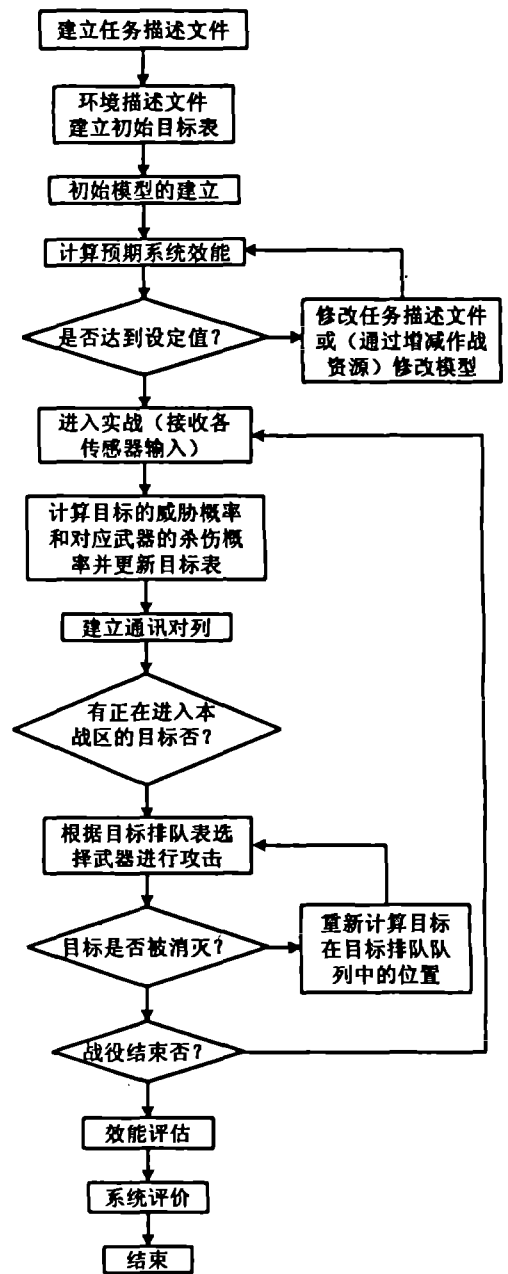 建立任务描述文件
环境描述文件
建立初始目标表
初始模型的建立
计算预期系统效能
是否达到设定值?
修改任务描述文件
或(通过增减作战
资源)修改模型
进入实战(接收各
传感器输入)
计算目标的威胁概率
和对应武器的杀伤概
率并更新目标表
建立通讯对列
有正在进入本
战区的目标否?
根据目标排队表选
择武器进行攻击
目标是否被消灭?
重新计算目标
在目标排队队
列中的位置
战役结束否?
效能评估
系统评价
结束